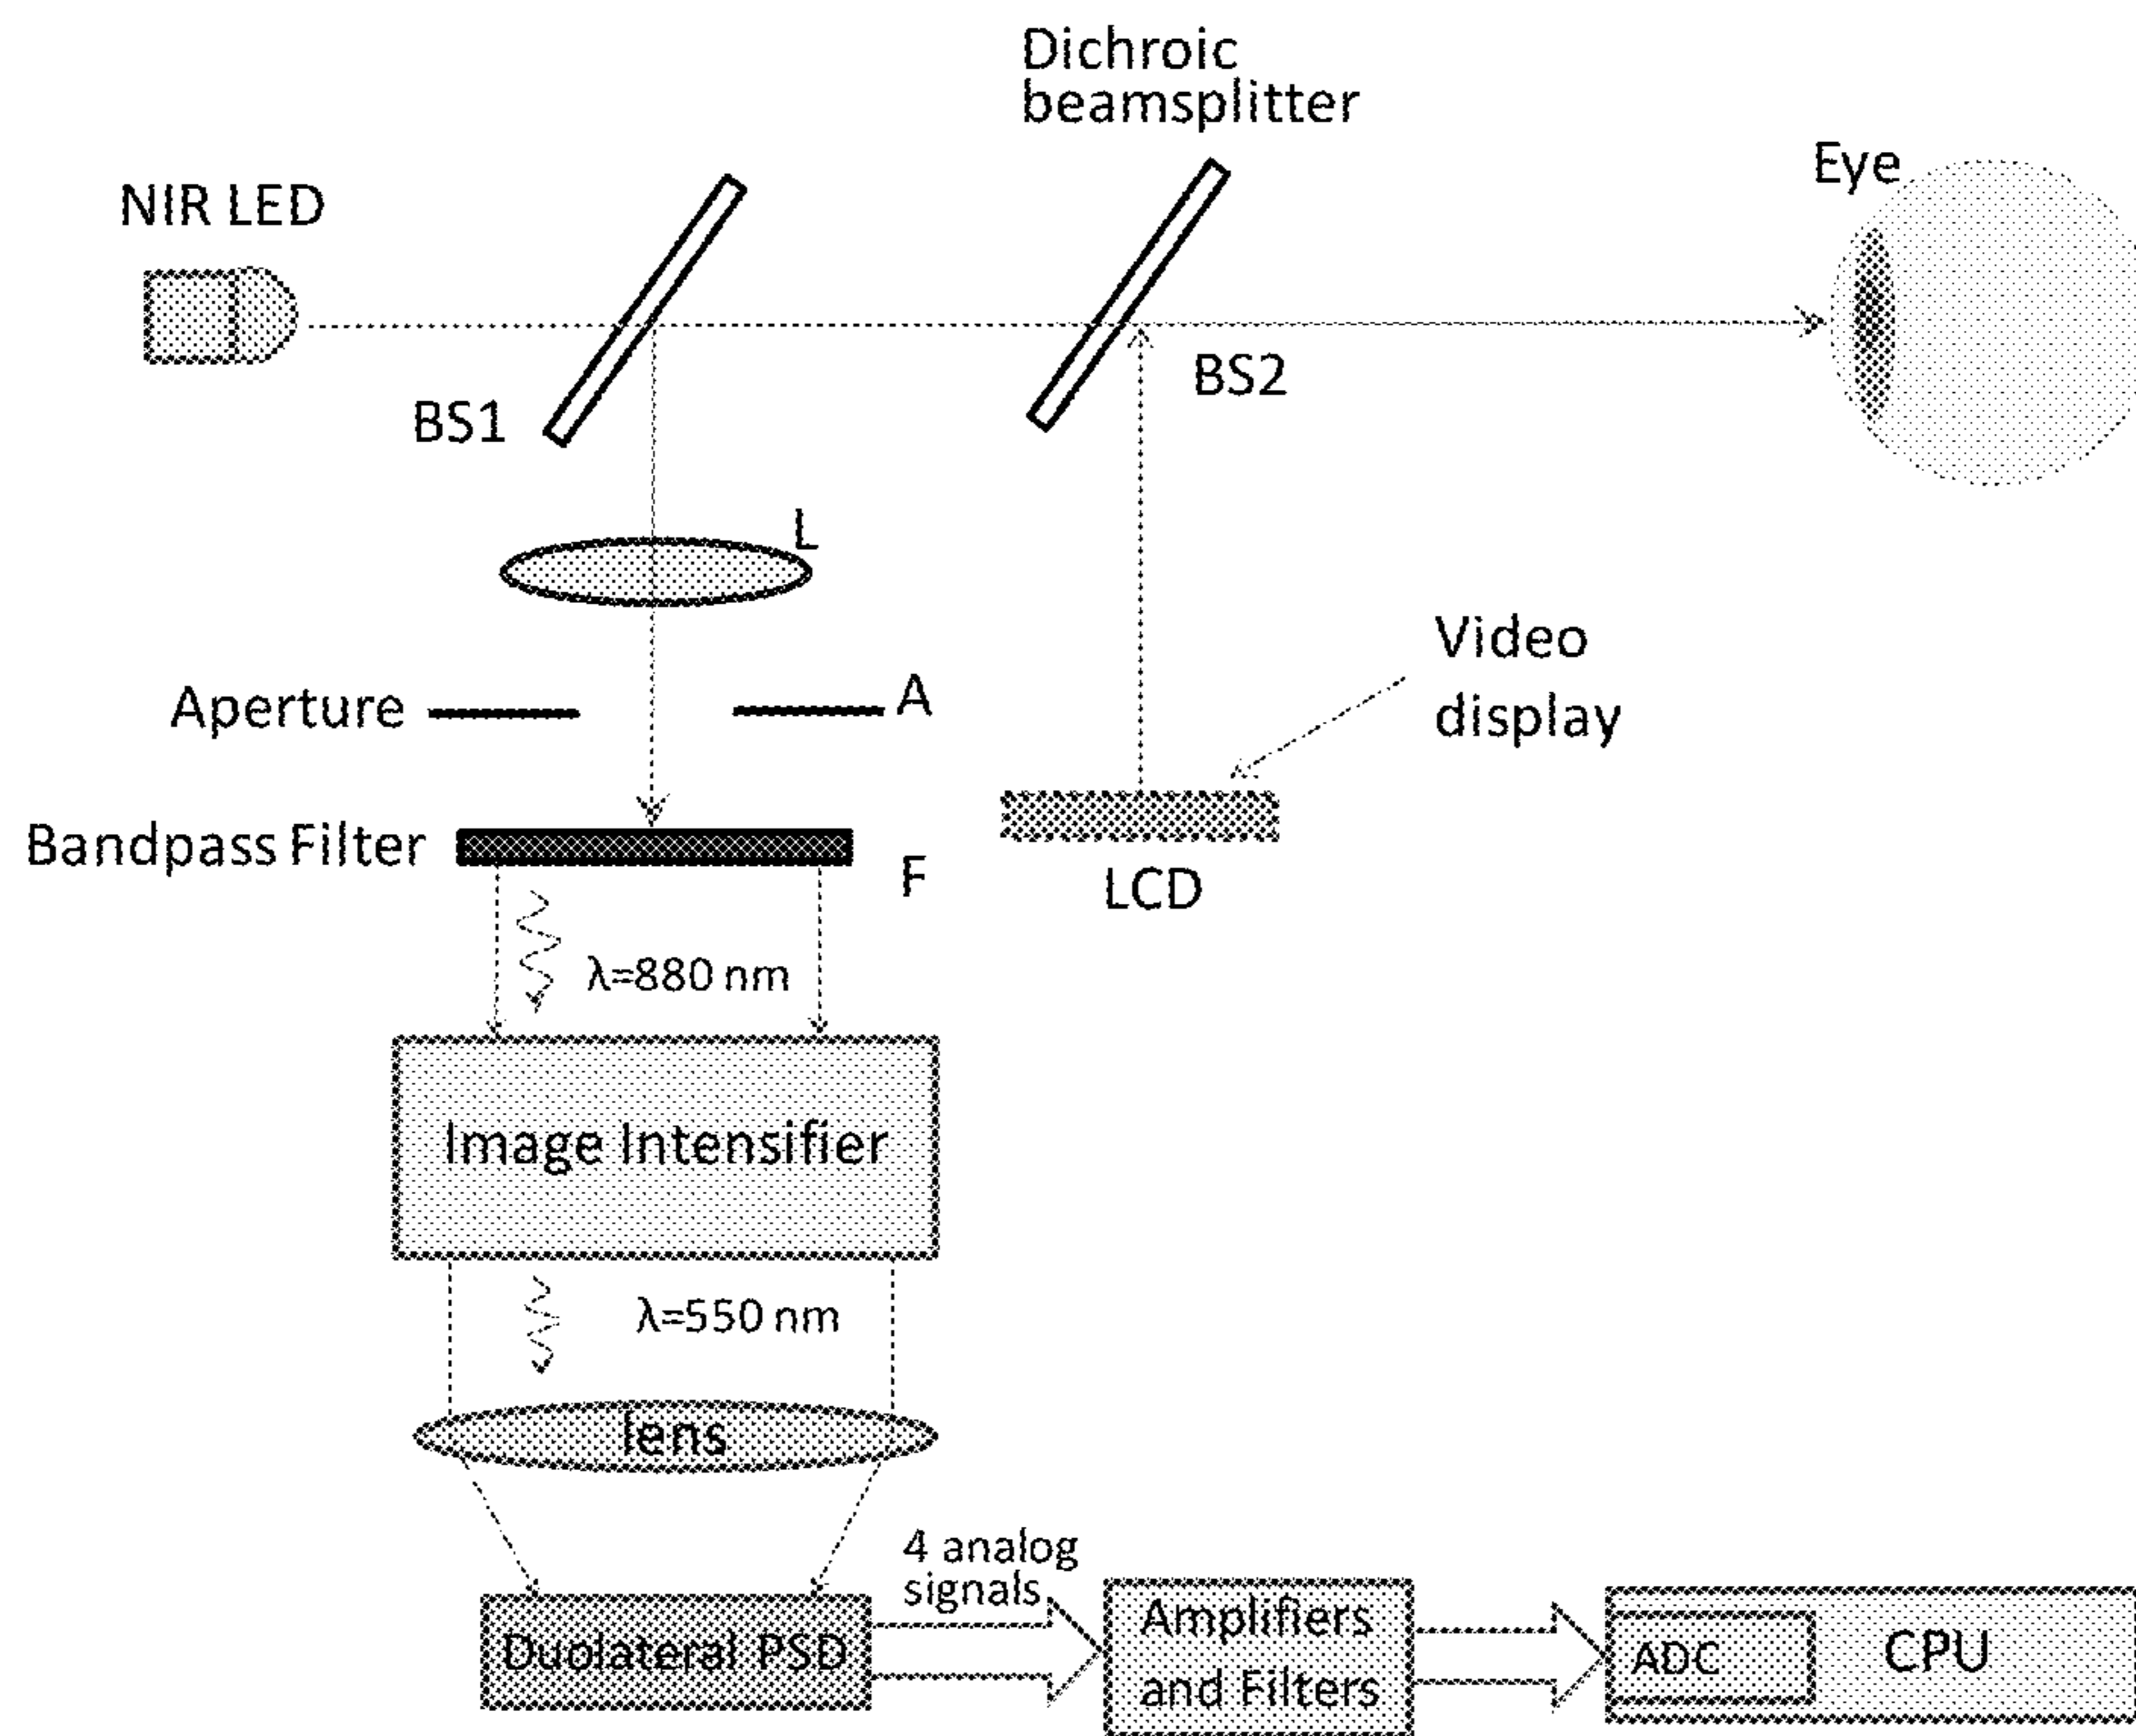 Dichroic
beamsplitter
Eye
NIR LED
BS2
BS1
L
Video
display
Aperture
A
Bandpass Filter
F
LCD
λ=880 nm
Image Intensifier
λ=550 nm
lens
4 analog
signals
Duolateral PSD
Amplifiers
and Filters
ADC
CPU